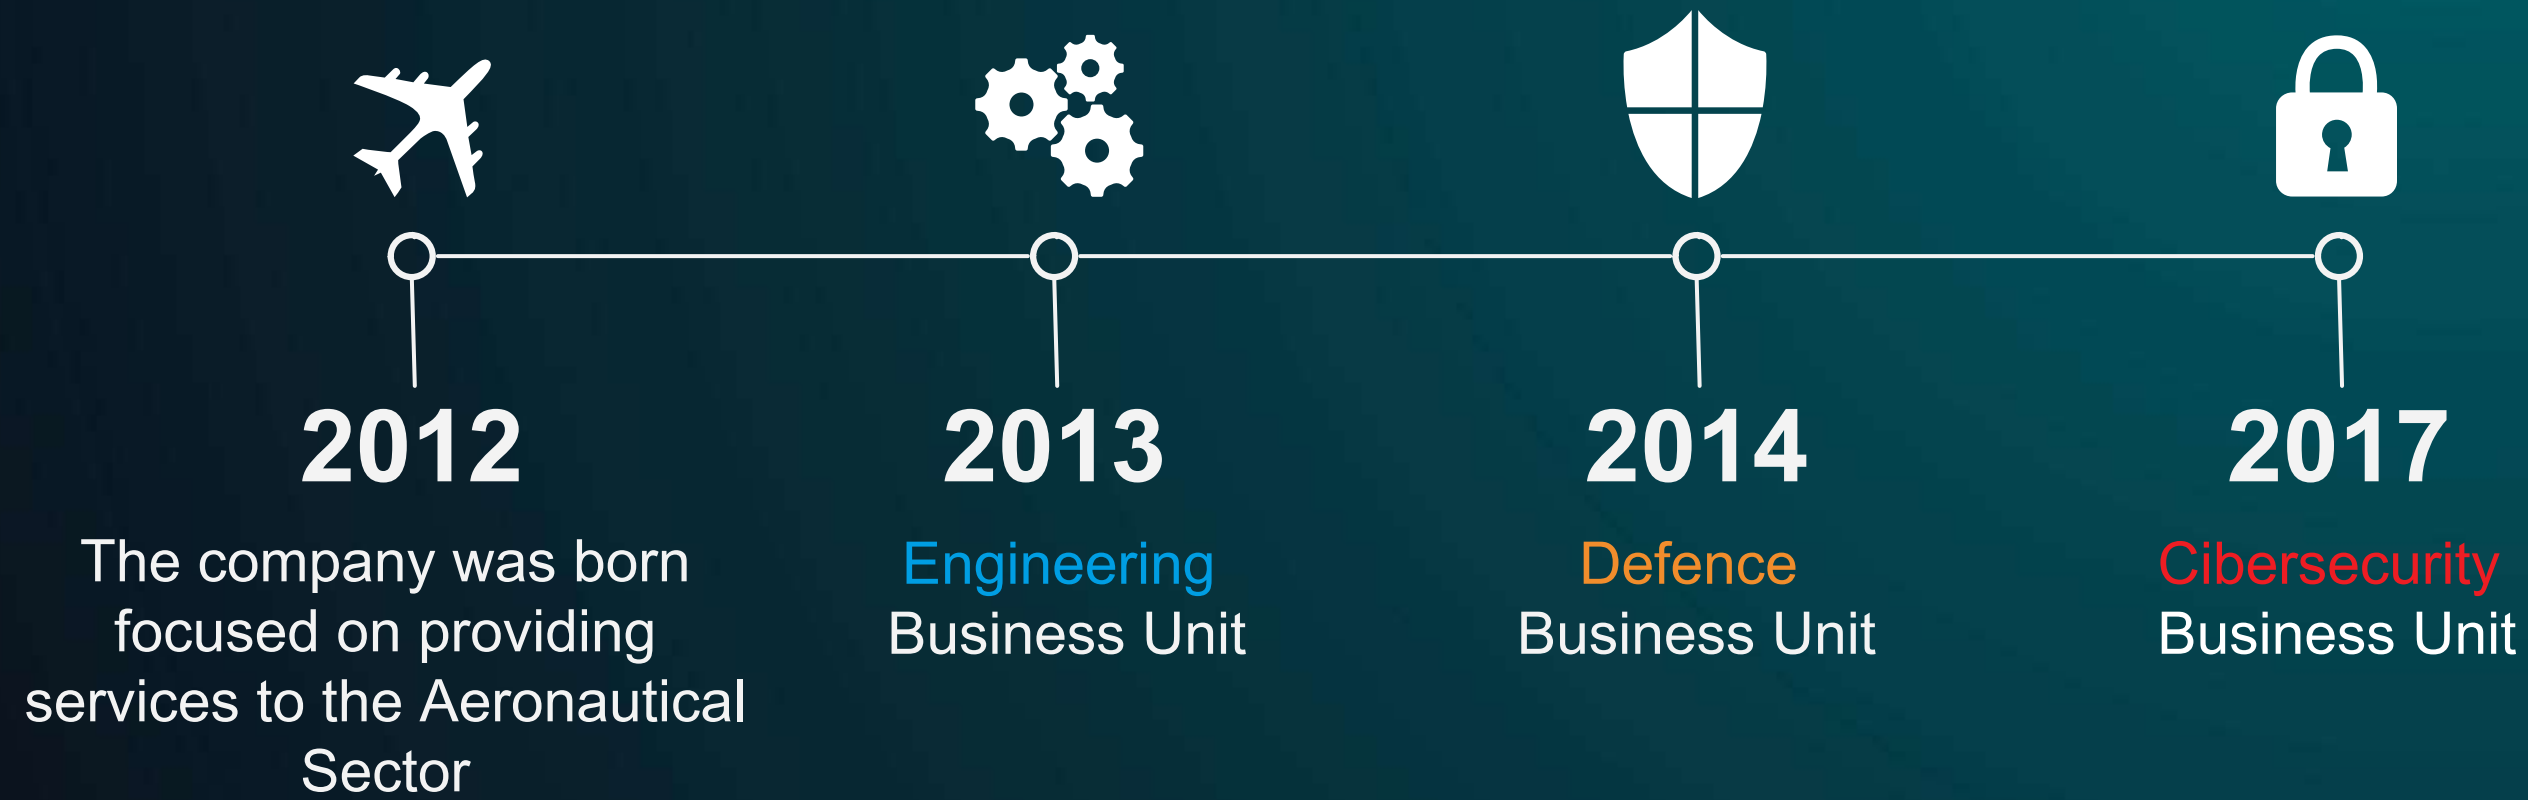 2012
The company was born
focused on providing
services to the Aeronautical
Sector
2013
Engineering
Business Unit
2014
Defence
Business Unit
2017
Cibersecurity
Business Unit